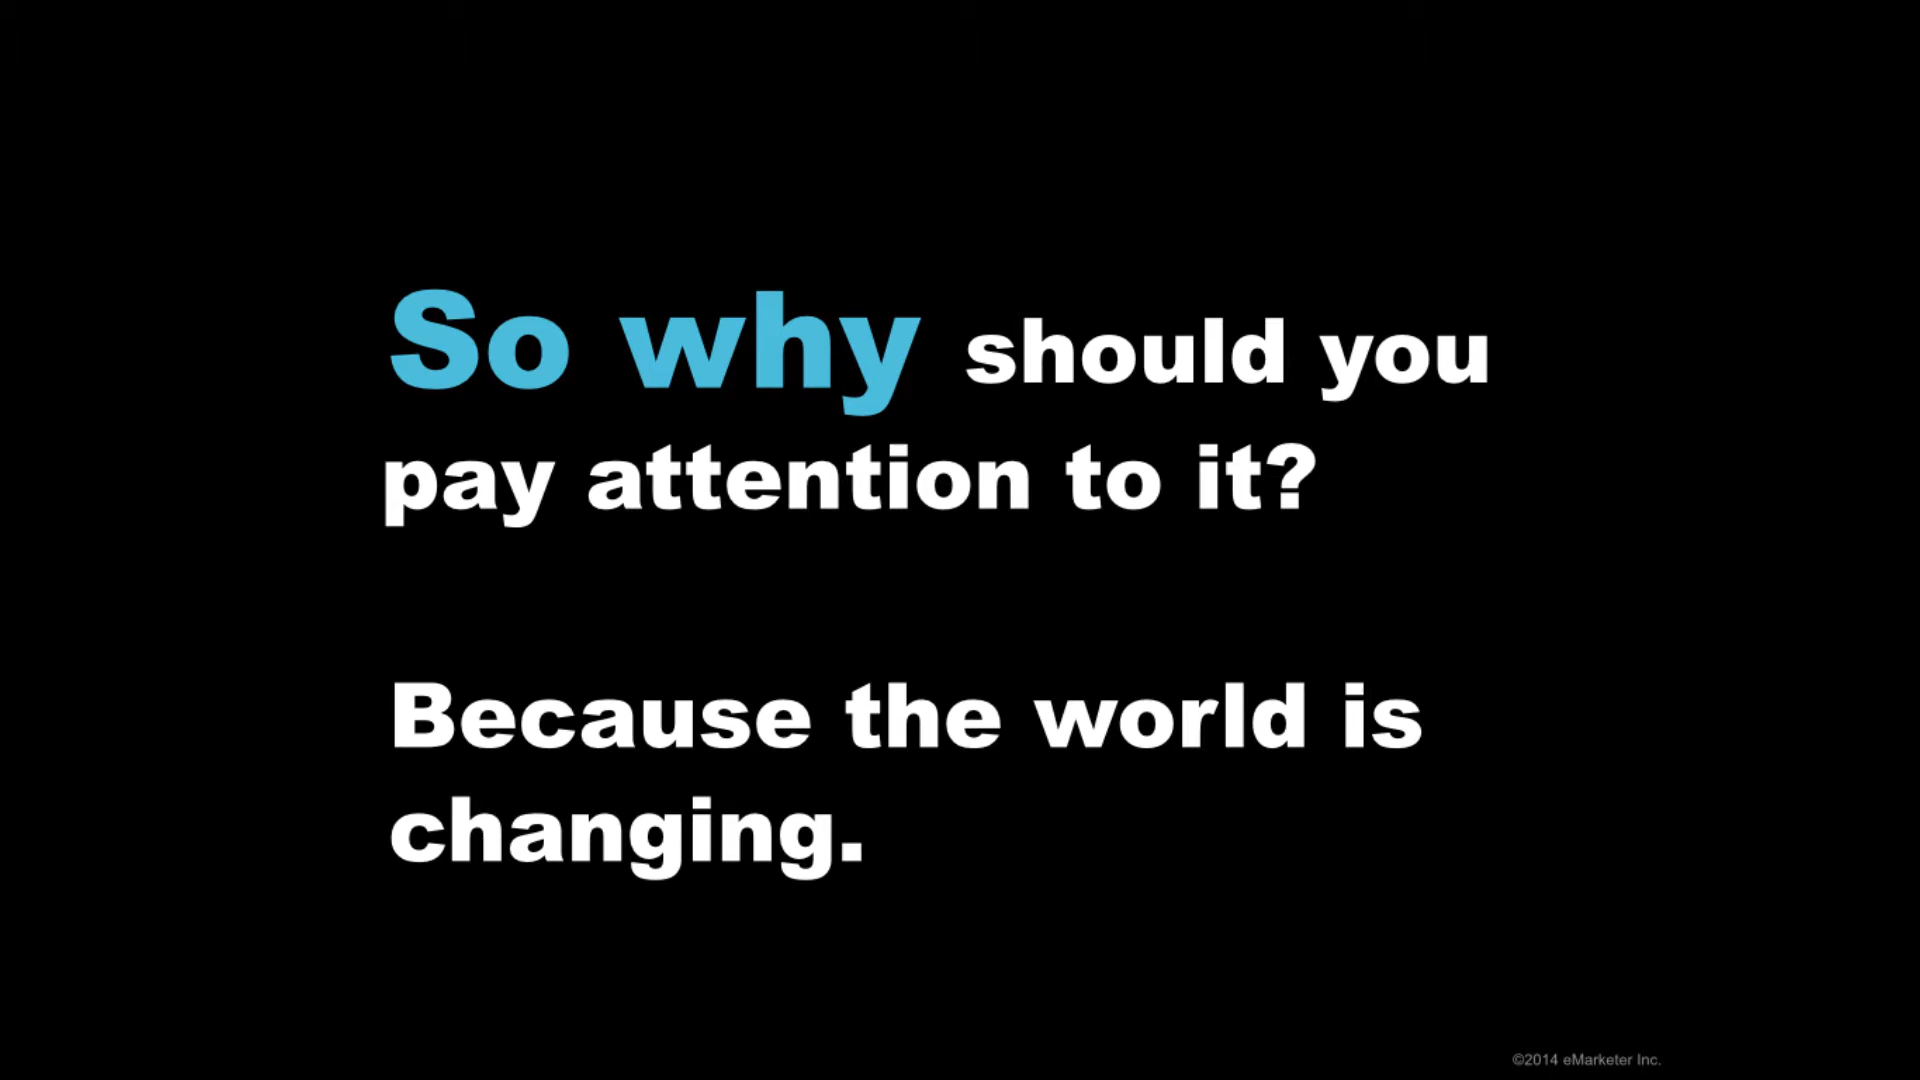 So why should you
pay attention to it?
Because the world is
changing.
©2014 eMarketer Inc.